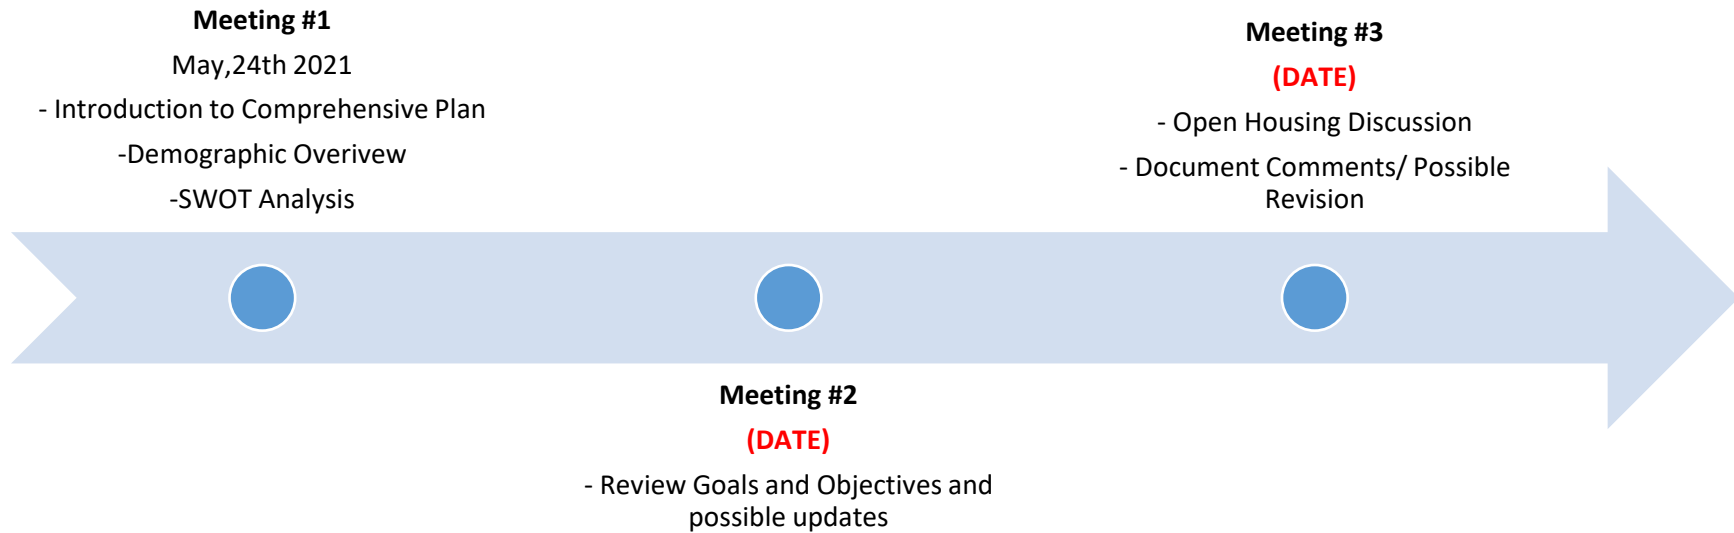 Meeting #1
May,24th 2021
- Introduction to Comprehensive Plan
-Demographic Overivew
-SWOT Analysis
Meeting #2
(DATE)
- Review Goals and Objectives and
possible updates
Meeting #3
(DATE)
- Open Housing Discussion
- Document Comments/ Possible
Revision